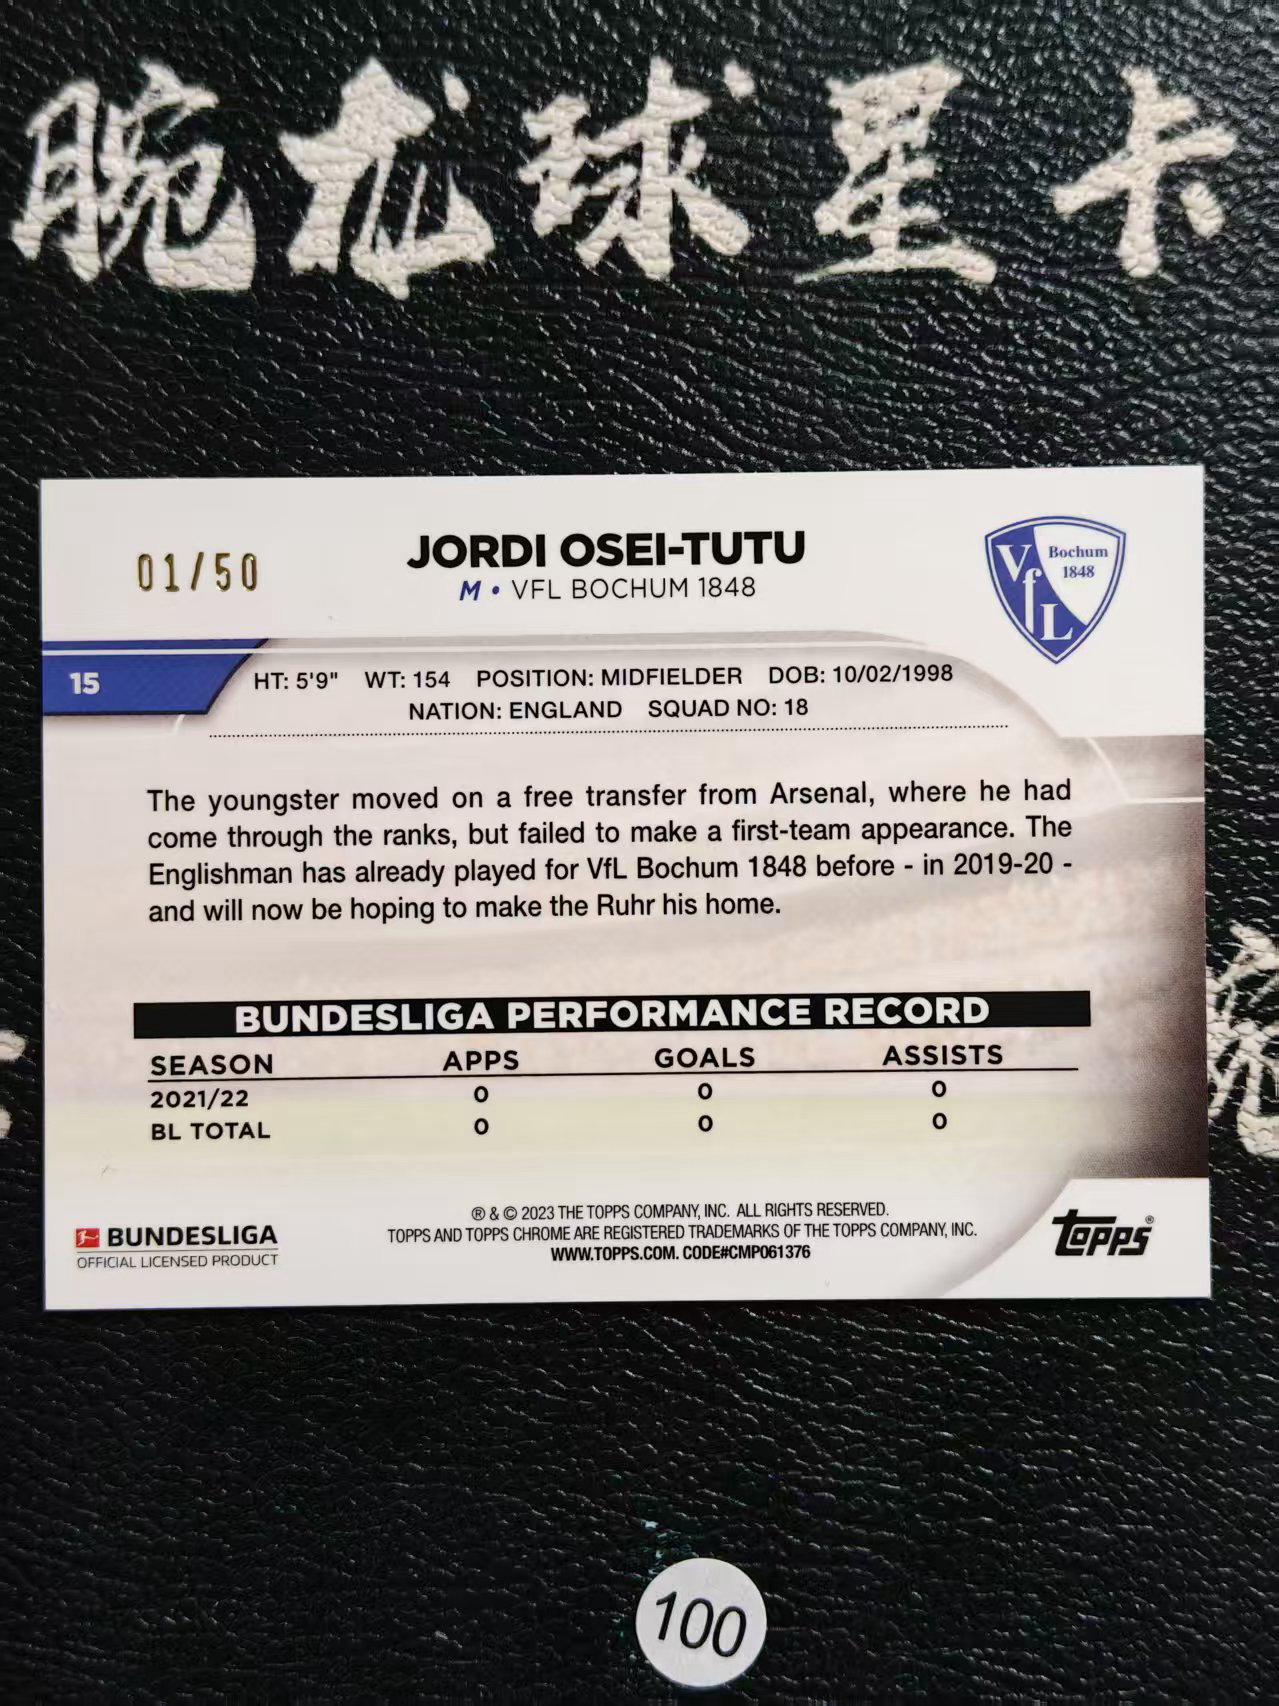 腕龙球星卡
01/50
JORDI OSEI-TUTU
M • VFL BOCHUM 1848
VfL
Bochum
1848
15
HT: 5'9" WT: 154 POSITION: MIDFIELDER DOB: 10/02/1998
NATION: ENGLAND SQUAD NO: 18
The youngster moved on a free transfer from Arsenal, where he had
come through the ranks, but failed to make a first-team appearance. The
Englishman has already played for VfL Bochum 1848 before - in 2019-20 -
and will now be hoping to make the Ruhr his home.
BUNDESLIGA PERFORMANCE RECORD
SEASON APPS GOALS ASSISTS
2021/22 0 0 0
BL TOTAL 0 0 0
BUNDESLIGA
OFFICIAL LICENSED PRODUCT
® & © 2023 THE TOPPS COMPANY, INC. ALL RIGHTS RESERVED.
TOPPS AND TOPPS CHROME ARE REGISTERED TRADEMARKS OF THE TOPPS COMPANY, INC.
WWW.TOPPS.COM. CODE#CMP061376
TOPPS®
100